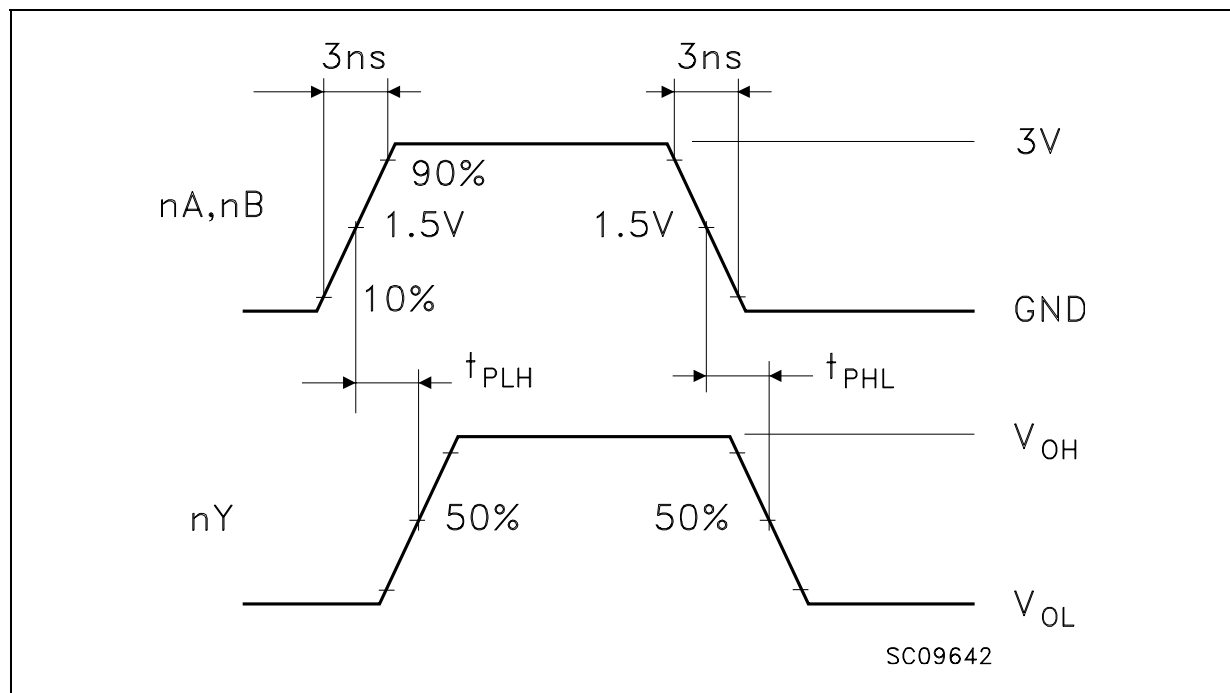 3ns 3ns
3V
90%
nA,nB 1.5V 1.5V
10%
GND
tPLH tPHL
VOH
nY 50% 50%
VOL
SC09642